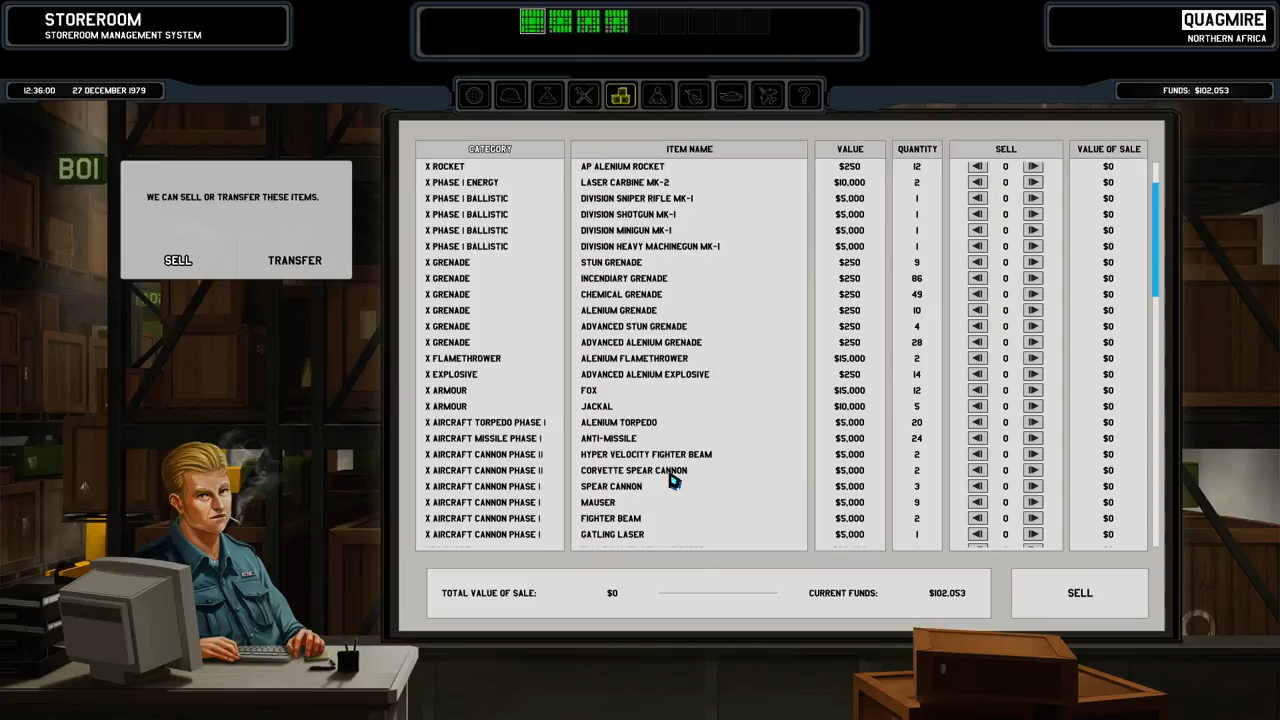 STOREROOM
STOREROOM MANAGEMENT SYSTEM
QUAGMIRE
NORTHERN AFRICA
12:36:00 27 DECEMBER 1979
FUNDS: $102,053
BOI
WE CAN SELL OR TRANSFER THESE ITEMS.
SELL TRANSFER
CATEGORY ITEM NAME VALUE QUANTITY SELL VALUE OF SALE
X ROCKET AP ALENIUM ROCKET $250 12 0 $0
X PHASE I ENERGY LASER CARBINE MK-2 $10,000 2 0 $0
X PHASE I BALLISTIC DIVISION SNIPER RIFLE MK-I $5,000 1 0 $0
X PHASE I BALLISTIC DIVISION SHOTGUN MK-I $5,000 1 0 $0
X PHASE I BALLISTIC DIVISION MINIGUN MK-I $5,000 1 0 $0
X PHASE I BALLISTIC DIVISION HEAVY MACHINEGUN MK-I $5,000 1 0 $0
X GRENADE STUN GRENADE $250 9 0 $0
X GRENADE INCENDIARY GRENADE $250 86 0 $0
X GRENADE CHEMICAL GRENADE $250 49 0 $0
X GRENADE ALENIUM GRENADE $250 10 0 $0
X GRENADE ADVANCED STUN GRENADE $250 4 0 $0
X GRENADE ADVANCED ALENIUM GRENADE $250 28 0 $0
X FLAMETHROWER ALENIUM FLAMETHROWER $15,000 2 0 $0
X EXPLOSIVE ADVANCED ALENIUM EXPLOSIVE $250 14 0 $0
X ARMOUR FOX $15,000 12 0 $0
X ARMOUR JACKAL $10,000 5 0 $0
X AIRCRAFT TORPEDO PHASE I ALENIUM TORPEDO $5,000 20 0 $0
X AIRCRAFT MISSILE PHASE I ANTI-MISSILE $5,000 24 0 $0
X AIRCRAFT CANNON PHASE II HYPER VELOCITY FIGHTER BEAM $5,000 2 0 $0
X AIRCRAFT CANNON PHASE II CORVETTE SPEAR CANNON $5,000 2 0 $0
X AIRCRAFT CANNON PHASE I SPEAR CANNON $5,000 3 0 $0
X AIRCRAFT CANNON PHASE I MAUSER $5,000 9 0 $0
X AIRCRAFT CANNON PHASE I FIGHTER BEAM $5,000 2 0 $0
X AIRCRAFT CANNON PHASE I GATLING LASER $5,000 1 0 $0
TOTAL VALUE OF SALE: $0 CURRENT FUNDS: $102,053
SELL